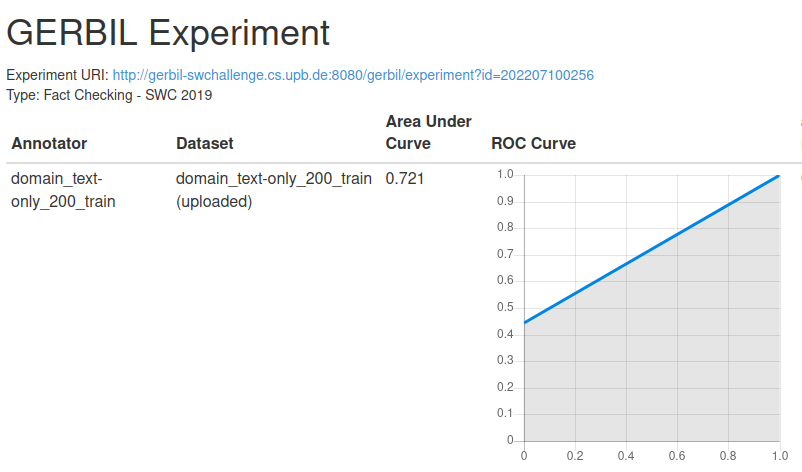 GERBIL Experiment
Experiment URI: http://gerbil-swchallenge.cs.upb.de:8080/gerbil/experiment?id=202207100256
Type: Fact Checking - SWC 2019
Area Under
Annotator Dataset Curve ROC Curve
domain_text- domain_text-only_200_train 0.721
only_200_train (uploaded)
1.0
0.9
0.8
0.7
0.6
0.5
0.4
0.3
0.2
0.1
0
0 0.2 0.4 0.6 0.8 1.0